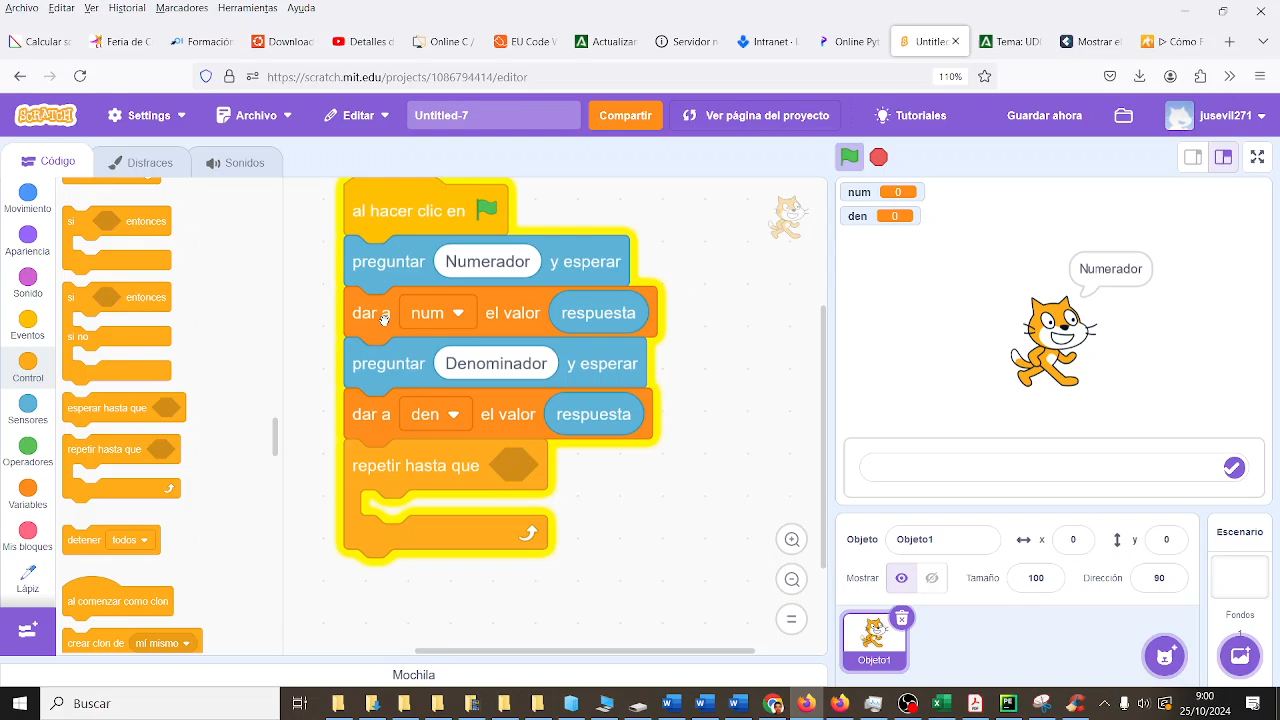 Archivo Editar Ver Historial Marcadores Herramientas Ayuda
Calcular si
Feria de C
Formación
Download
Detalles d
Online C/
EU Code V
Actualizar
Servidor n
Intranet - L
Online Pyt
Untitled
Tema: UDI
Mostrar el
▷ Cómo
https://scratch.mit.edu/projects/1086794414/editor
110%
SCRATCH
Settings
Archivo
Editar
Untitled-7
Compartir
Ver página del proyecto
Tutoriales
Guardar ahora
jusevil271
Código
Disfraces
Sonidos
Movimiento
Apariencia
Sonido
Eventos
Control
Sensores
Operadores
Variables
Mis bloques
Lápiz
si entonces
si entonces
si no
esperar hasta que
repetir hasta que
detener todos
al comenzar como clon
crear clon de mí mismo
al hacer clic en
preguntar Numerador y esperar
dar a num el valor respuesta
preguntar Denominador y esperar
dar a den el valor respuesta
repetir hasta que
num 0
den 0
Numerador
Objeto Objeto1 x 0 y 0
Mostrar Tamaño 100 Dirección 90
Objeto1
Escenario
Fondos
1
Mochila
Buscar
9:00
25/10/2024